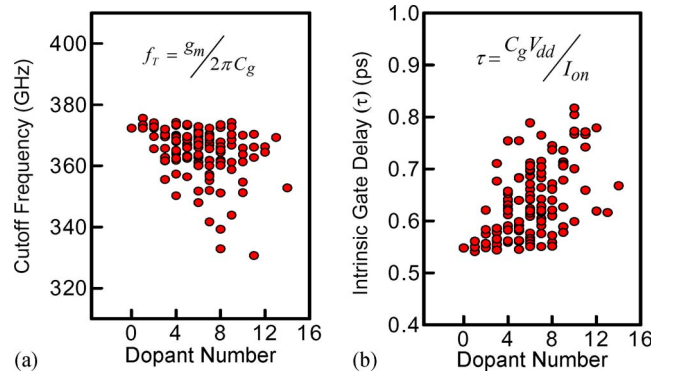 400
380
360
340
320
Cutoff Frequency (GHz)
f_T = g_m/2πC_g
0 4 8 12 16
Dopant Number
(a)
1.0
0.9
0.8
0.7
0.6
0.5
0.4
Intrinsic Gate Delay (τ) (ps)
τ = C_g V_dd/I_on
0 4 8 12 16
Dopant Number
(b)